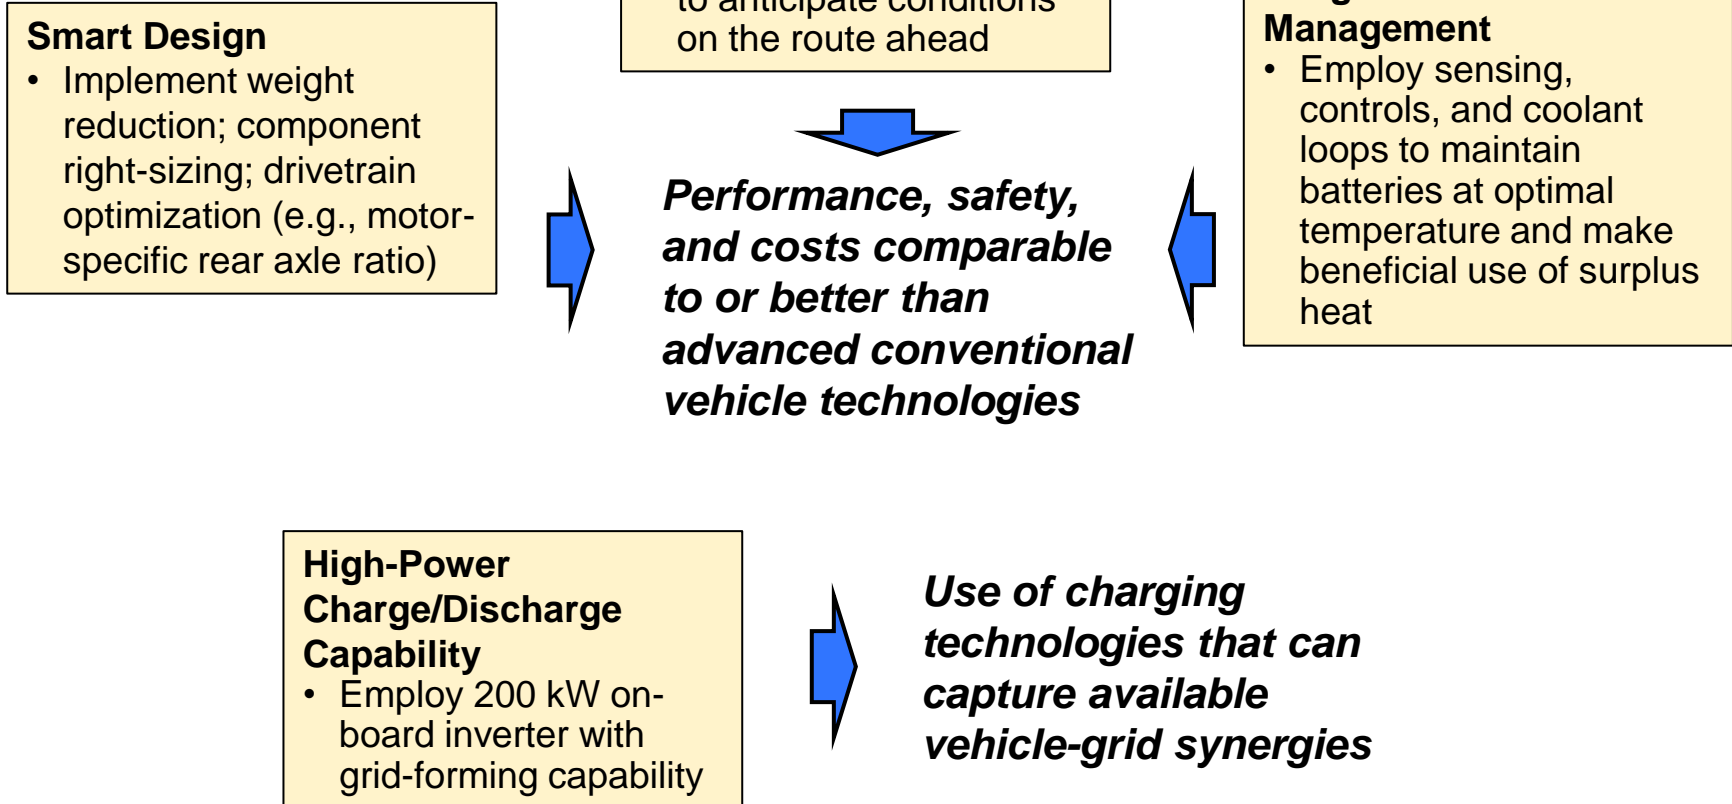 Smart Design
• Implement weight
reduction; component
right-sizing; drivetrain
optimization (e.g., motor-
specific rear axle ratio)
to anticipate conditions
on the route ahead
Management
• Employ sensing,
controls, and coolant
loops to maintain
batteries at optimal
temperature and make
beneficial use of surplus
heat
Performance, safety,
and costs comparable
to or better than
advanced conventional
vehicle technologies
High-Power
Charge/Discharge
Capability
• Employ 200 kW on-
board inverter with
grid-forming capability
Use of charging
technologies that can
capture available
vehicle-grid synergies